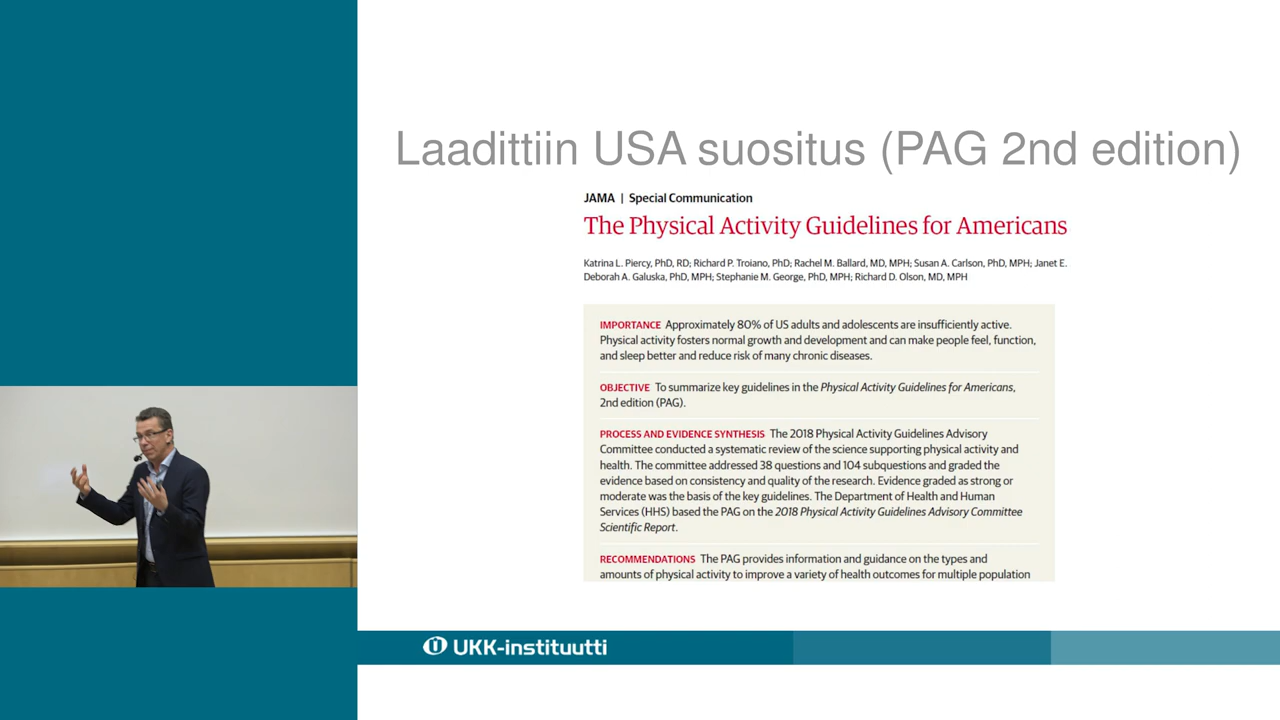 Laadittiin USA suositus (PAG 2nd edition)
JAMA | Special Communication
The Physical Activity Guidelines for Americans
Katrina L. Piercy, PhD, RD; Richard P. Troiano, PhD; Rachel M. Ballard, MD, MPH; Susan A. Carlson, PhD, MPH; Janet E.
Deborah A. Galuska, PhD, MPH; Stephanie M. George, PhD, MPH; Richard D. Olson, MD, MPH
IMPORTANCE Approximately 80% of US adults and adolescents are insufficiently active.
Physical activity fosters normal growth and development and can make people feel, function,
and sleep better and reduce risk of many chronic diseases.
OBJECTIVE To summarize key guidelines in the Physical Activity Guidelines for Americans,
2nd edition (PAG).
PROCESS AND EVIDENCE SYNTHESIS The 2018 Physical Activity Guidelines Advisory
Committee conducted a systematic review of the science supporting physical activity and
health. The committee addressed 38 questions and 104 subquestions and graded the
evidence based on consistency and quality of the research. Evidence graded as strong or
moderate was the basis of the key guidelines. The Department of Health and Human
Services (HHS) based the PAG on the 2018 Physical Activity Guidelines Advisory Committee
Scientific Report.
RECOMMENDATIONS The PAG provides information and guidance on the types and
amounts of physical activity to improve a variety of health outcomes for multiple population
UKK-instituutti